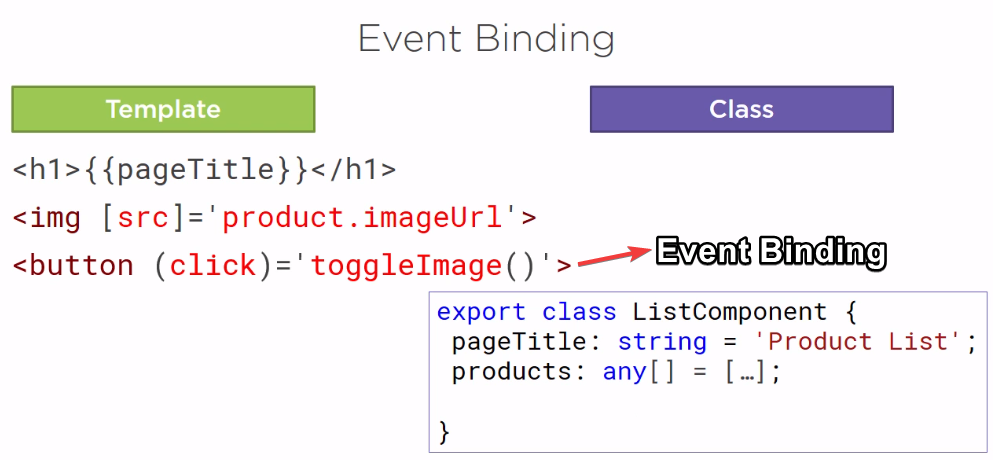 Event Binding
Template
Class
<h1>{{pageTitle}}</h1>
<img [src]='product.imageUrl'>
<button (click)='toggleImage()'>
Event Binding
export class ListComponent {
pageTitle: string = 'Product List';
products: any[] = […];
}